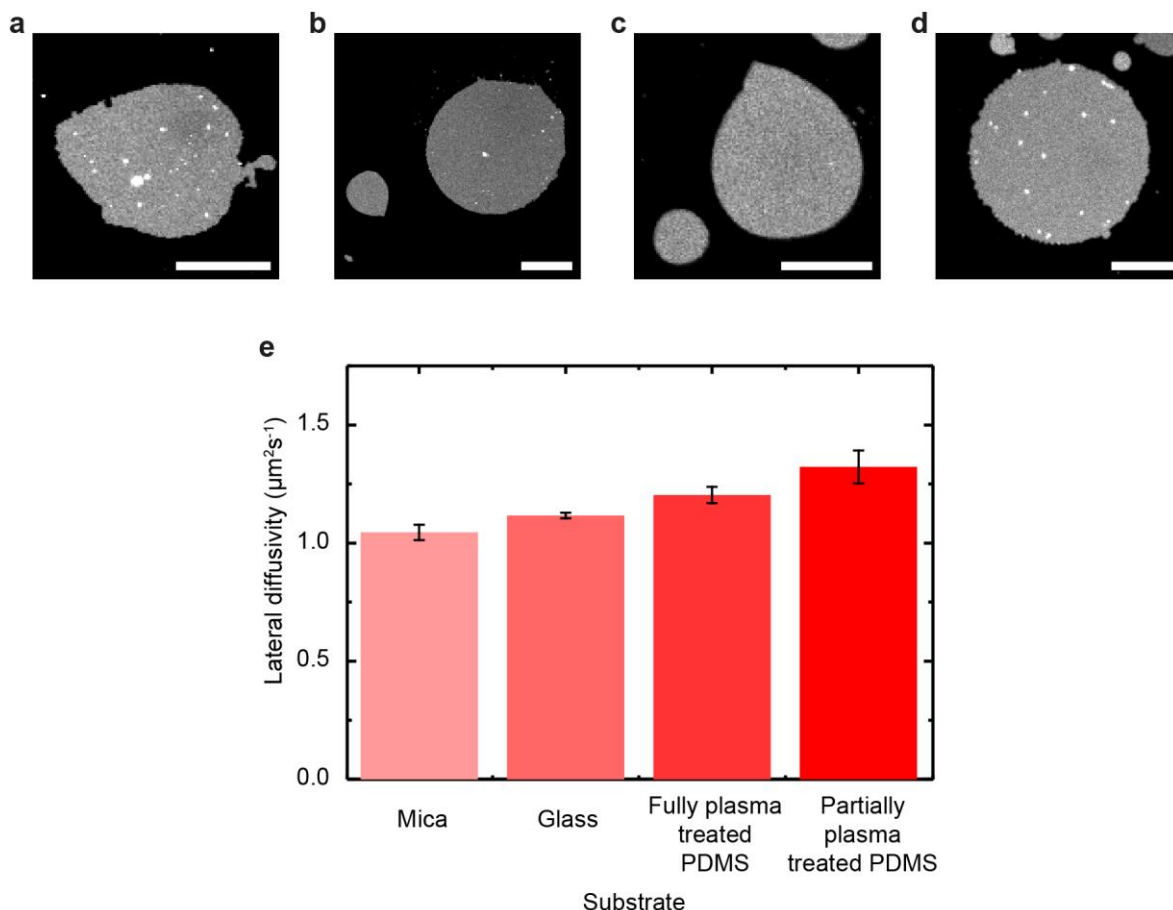 a
b
c
d
e
Lateral diffusivity (µm²s⁻¹)
1.5
1.0
0.5
0.0
Mica
Glass
Fully plasma
treated
PDMS
Partially
plasma
treated PDMS
Substrate